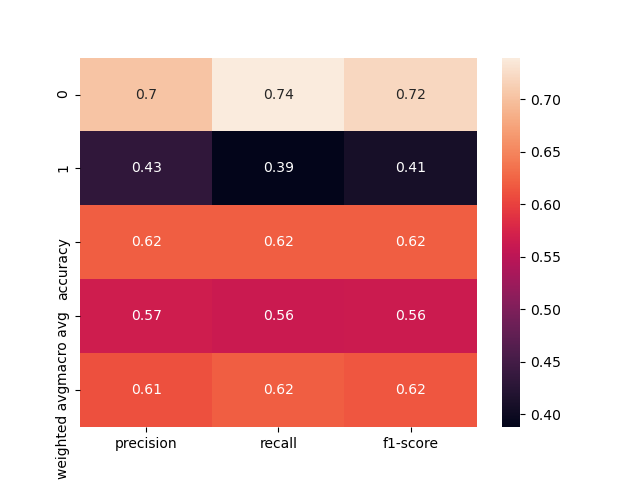 0 0.7 0.74 0.72
1 0.43 0.39 0.41
accuracy 0.62 0.62 0.62
macro avg 0.57 0.56 0.56
weighted avg 0.61 0.62 0.62
precision recall f1-score
0.70
0.65
0.60
0.55
0.50
0.45
0.40